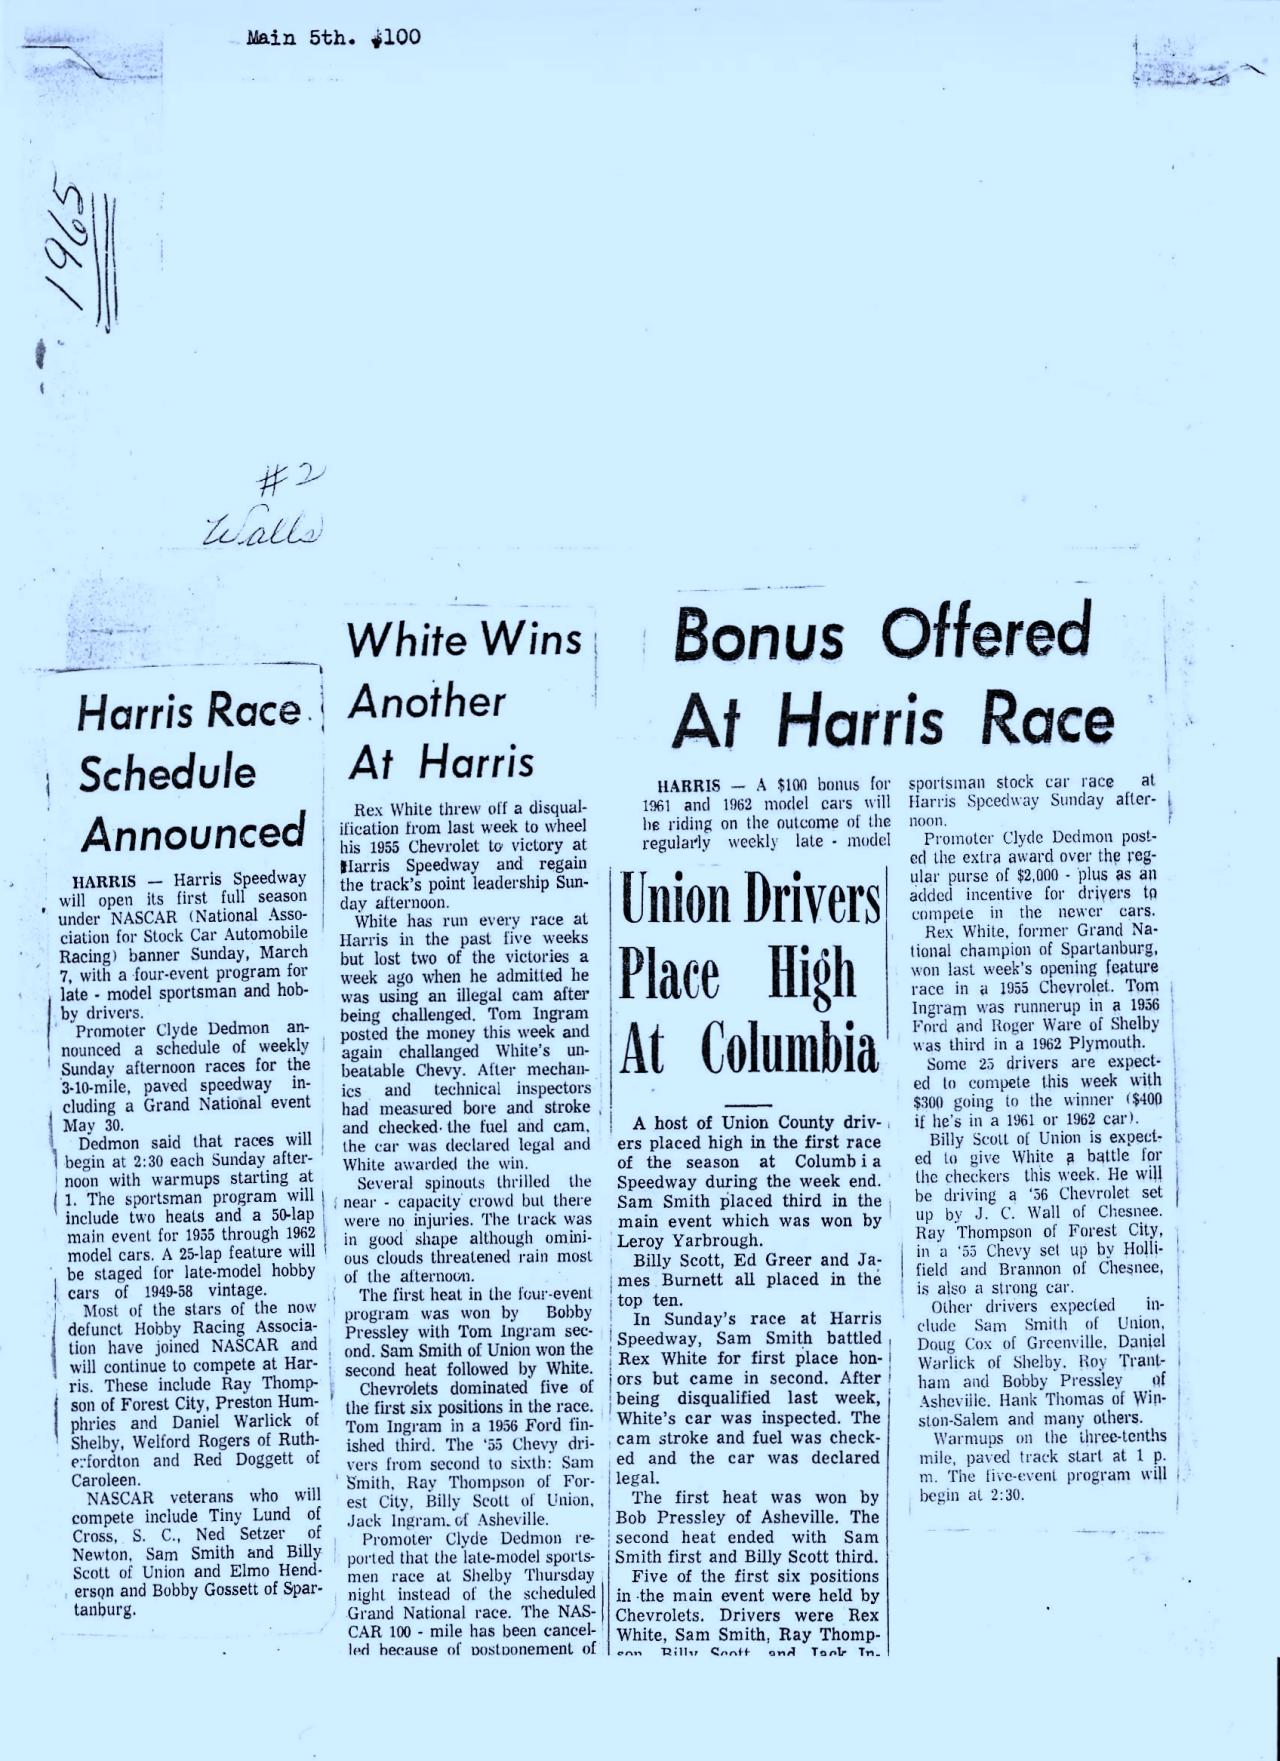 Main 5th. $100
1965
#2
Walls
Harris Race
Schedule
Announced
HARRIS — Harris Speedway
will open its first full season
under NASCAR (National Asso-
ciation for Stock Car Automobile
Racing) banner Sunday, March
7, with a four-event program for
late - model sportsman and hob-
by drivers.
Promoter Clyde Dedmon an-
nounced a schedule of weekly
Sunday afternoon races for the
3-10-mile, paved speedway in-
cluding a Grand National event
May 30.
Dedmon said that races will
begin at 2:30 each Sunday after-
noon with warmups starting at
1. The sportsman program will
include two heats and a 50-lap
main event for 1955 through 1962
model cars. A 25-lap feature will
be staged for late-model hobby
cars of 1949-58 vintage.
Most of the stars of the now
defunct Hobby Racing Associa-
tion have joined NASCAR and
will continue to compete at Har-
ris. These include Ray Thomp-
son of Forest City, Preston Hum-
phries and Daniel Warlick of
Shelby, Welford Rogers of Ruth-
erfordton and Red Doggett of
Caroleen.
NASCAR veterans who will
compete include Tiny Lund of
Cross, S. C., Ned Setzer of
Newton, Sam Smith and Billy
Scott of Union and Elmo Hend-
erson and Bobby Gossett of Spar-
tanburg.
White Wins
Another
At Harris
Rex White threw off a disqual-
ification from last week to wheel
his 1955 Chevrolet to victory at
Harris Speedway and regain
the track's point leadership Sun-
day afternoon.
White has run every race at
Harris in the past five weeks
but lost two of the victories a
week ago when he admitted he
was using an illegal cam after
being challenged. Tom Ingram
posted the money this week and
again challanged White's un-
beatable Chevy. After mechan-
ics and technical inspectors
had measured bore and stroke
and checked the fuel and cam,
the car was declared legal and
White awarded the win.
Several spinouts thrilled the
near - capacity crowd but there
were no injuries. The track was
in good shape although omini-
ous clouds threatened rain most
of the afternoon.
The first heat in the four-event
program was won by Bobby
Pressley with Tom Ingram sec-
ond. Sam Smith of Union won the
second heat followed by White.
Chevrolets dominated five of
the first six positions in the race.
Tom Ingram in a 1956 Ford fin-
ished third. The '55 Chevy dri-
vers from second to sixth: Sam
Smith, Ray Thompson of For-
est City, Billy Scott of Union,
Jack Ingram, of Asheville.
Promoter Clyde Dedmon re-
ported that the late-model sports-
men race at Shelby Thursday
night instead of the scheduled
Grand National race. The NAS-
CAR 100 - mile has been cancel-
led because of postponement of
Bonus Offered
At Harris Race
HARRIS — A $100 bonus for
1961 and 1962 model cars will
be riding on the outcome of the
regularly weekly late - model
sportsman stock car race at
Harris Speedway Sunday after-
noon.
Promoter Clyde Dedmon post-
ed the extra award over the reg-
ular purse of $2,000 - plus as an
added incentive for drivers to
compete in the newer cars.
Rex White, former Grand Na-
tional champion of Spartanburg,
won last week's opening feature
race in a 1955 Chevrolet. Tom
Ingram was runnerup in a 1956
Ford and Roger Ware of Shelby
was third in a 1962 Plymouth.
Some 25 drivers are expect-
ed to compete this week with
$300 going to the winner ($400
if he's in a 1961 or 1962 car).
Billy Scott of Union is expect-
ed to give White a battle for
the checkers this week. He will
be driving a '56 Chevrolet set
up by J. C. Wall of Chesnee.
Ray Thompson of Forest City,
in a '55 Chevy set up by Holli-
field and Brannon of Chesnee,
is also a strong car.
Other drivers expected in-
clude Sam Smith of Union,
Doug Cox of Greenville, Daniel
Warlick of Shelby, Roy Trant-
ham and Bobby Pressley of
Asheville, Hank Thomas of Win-
ston-Salem and many others.
Warmups on the three-tenths
mile, paved track start at 1 p.
m. The five-event program will
begin at 2:30.
Union Drivers
Place High
At Columbia
A host of Union County driv-
ers placed high in the first race
of the season at Columbia
Speedway during the week end.
Sam Smith placed third in the
main event which was won by
Leroy Yarbrough.
Billy Scott, Ed Greer and Ja-
mes Burnett all placed in the
top ten.
In Sunday's race at Harris
Speedway, Sam Smith battled
Rex White for first place hon-
ors but came in second. After
being disqualified last week,
White's car was inspected. The
cam stroke and fuel was check-
ed and the car was declared
legal.
The first heat was won by
Bob Pressley of Asheville. The
second heat ended with Sam
Smith first and Billy Scott third.
Five of the first six positions
in the main event were held by
Chevrolets. Drivers were Rex
White, Sam Smith, Ray Thomp-
son, Billy Scott and Jack In-